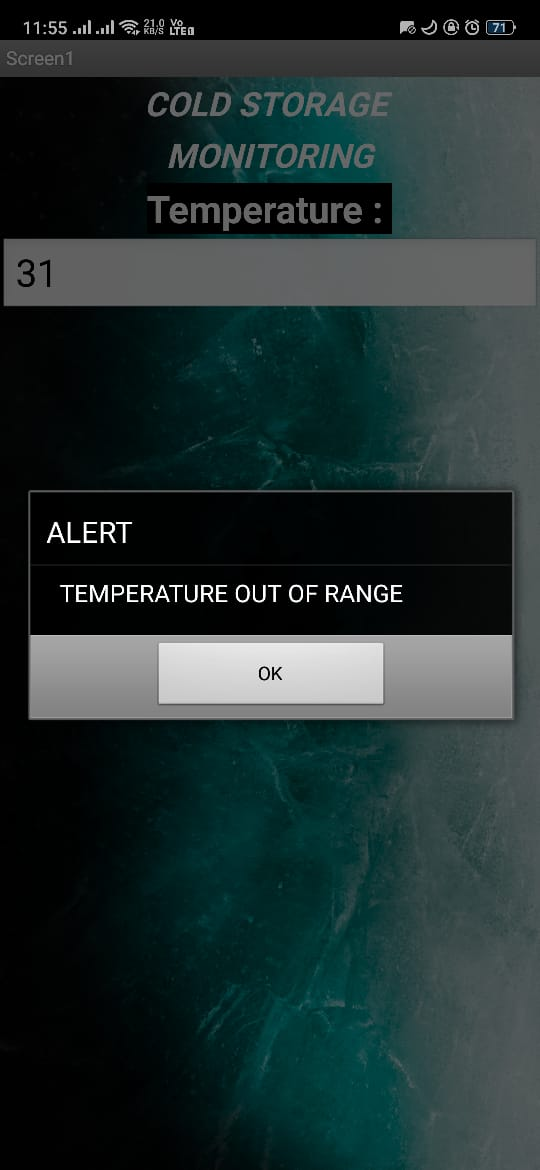 11:55 21.0 KB/S Vo LTE 71
Screen1
COLD STORAGE
MONITORING
Temperature :
31
ALERT
TEMPERATURE OUT OF RANGE
OK